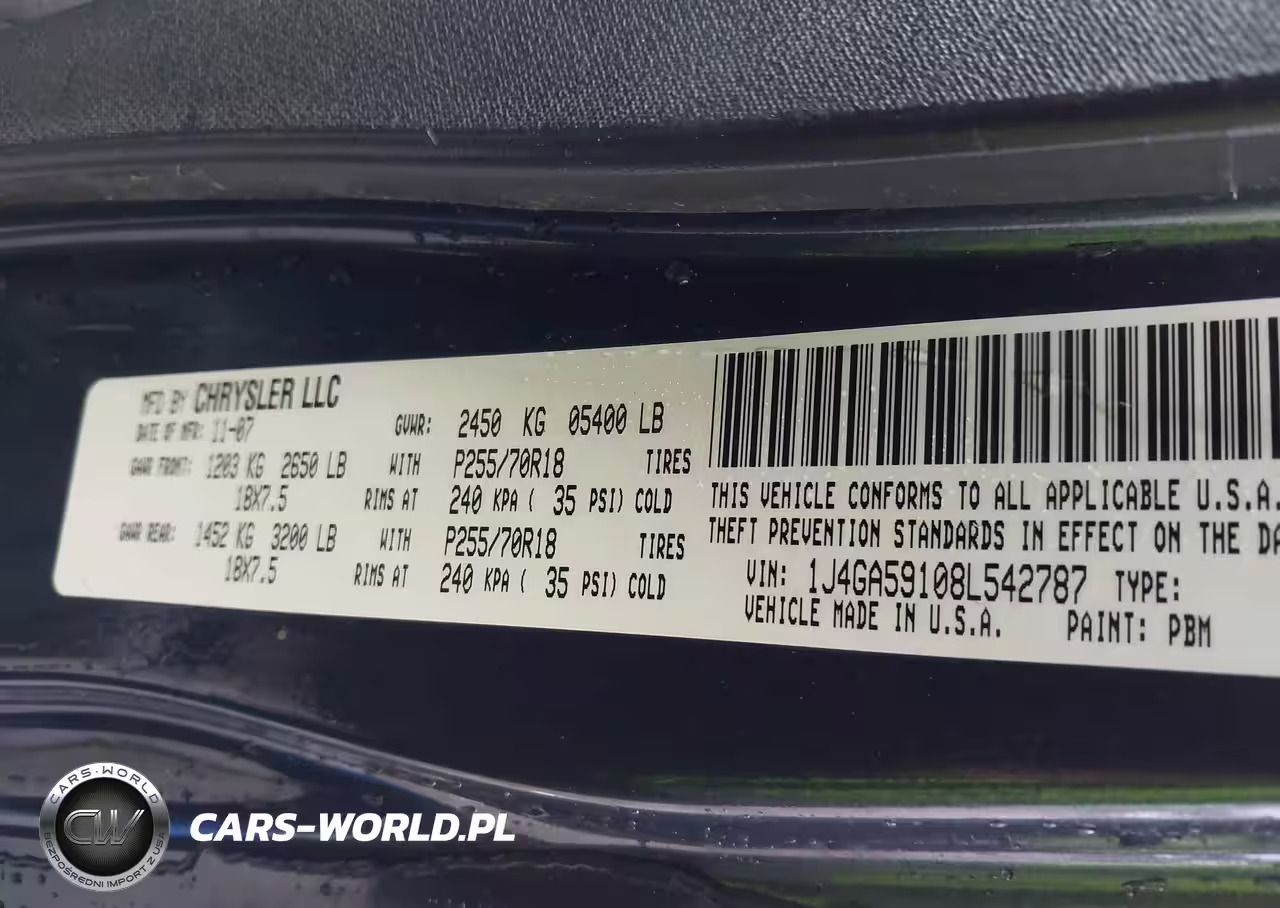 MFD BY CHRYSLER LLC
DATE OF MFR: 11-07
GVWR: 2450 KG 05400 LB
GAWR FRONT: 1203 KG 2650 LB WITH P255/70R18 TIRES
18X7.5 RIMS AT 240 KPA ( 35 PSI) COLD
GAWR REAR: 1452 KG 3200 LB WITH P255/70R18 TIRES
18X7.5 RIMS AT 240 KPA ( 35 PSI) COLD
THIS VEHICLE CONFORMS TO ALL APPLICABLE U.S.A.
THEFT PREVENTION STANDARDS IN EFFECT ON THE DA
VIN: 1J4GA59108L542787 TYPE:
VEHICLE MADE IN U.S.A. PAINT: PBM
CARS-WORLD
CW
BEZPOŚREDNI IMPORT Z USA
CARS-WORLD.PL